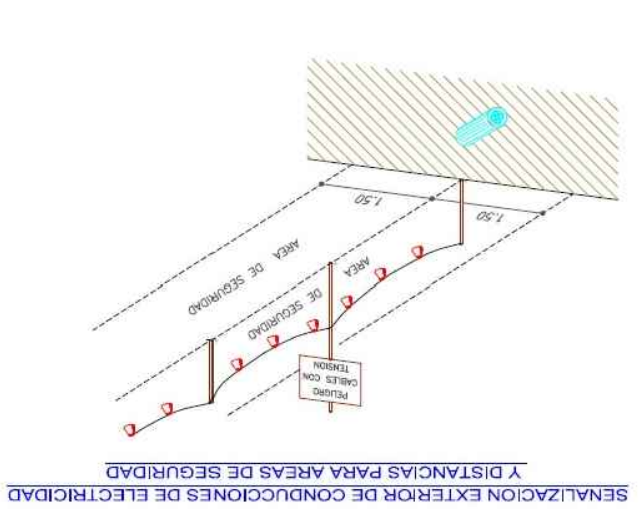 SEÑALIZACION EXTERIOR DE CONDUCCIONES DE ELECTRICIDAD
Y DISTANCIAS PARA AREAS DE SEGURIDAD
PELIGRO
CABLES CON
TENSION
AREA DE SEGURIDAD
AREA DE SEGURIDAD
1.50
1.50